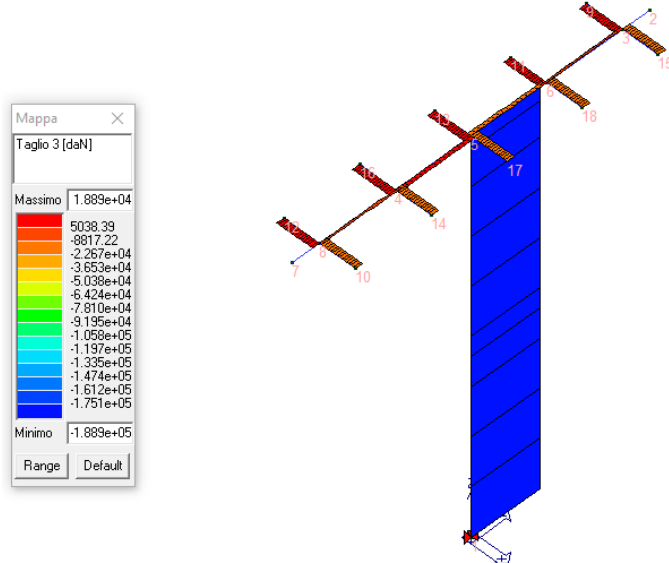 Mappa
Taglio 3 [daN]
Massimo 1.889e+04
5038.39
-8817.22
-2.267e+04
-3.653e+04
-5.038e+04
-6.424e+04
-7.810e+04
-9.195e+04
-1.058e+05
-1.197e+05
-1.335e+05
-1.474e+05
-1.612e+05
-1.751e+05
Minimo -1.889e+05
Range Default
9
2
3
15
11
6
18
13
5
17
16
4
14
12
8
7
10